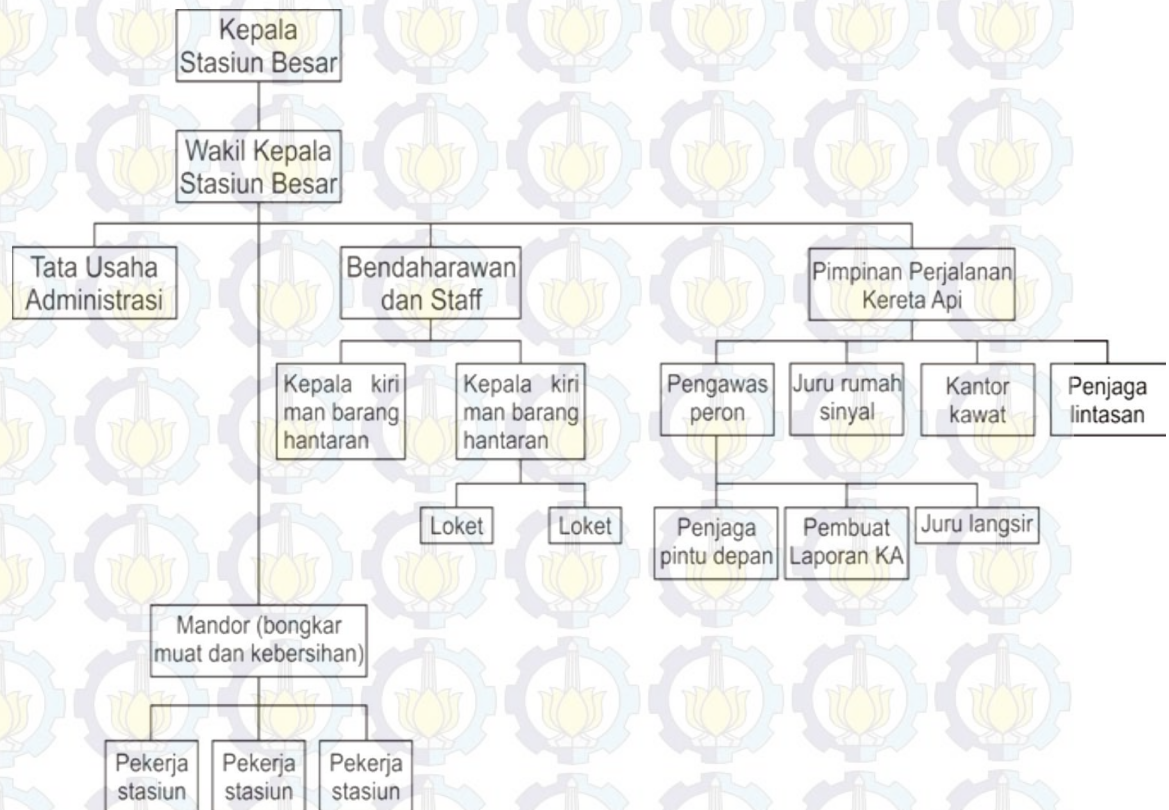 Kepala
Stasiun Besar
Wakil Kepala
Stasiun Besar
Tata Usaha
Administrasi
Bendaharawan
dan Staff
Pimpinan Perjalanan
Kereta Api
Kepala kiri
man barang
hantaran
Kepala kiri
man barang
hantaran
Pengawas
peron
Juru rumah
sinyal
Kantor
kawat
Penjaga
lintasan
Loket
Loket
Penjaga
pintu depan
Pembuat
Laporan KA
Juru langsir
Mandor (bongkar
muat dan kebersihan)
Pekerja
stasiun
Pekerja
stasiun
Pekerja
stasiun